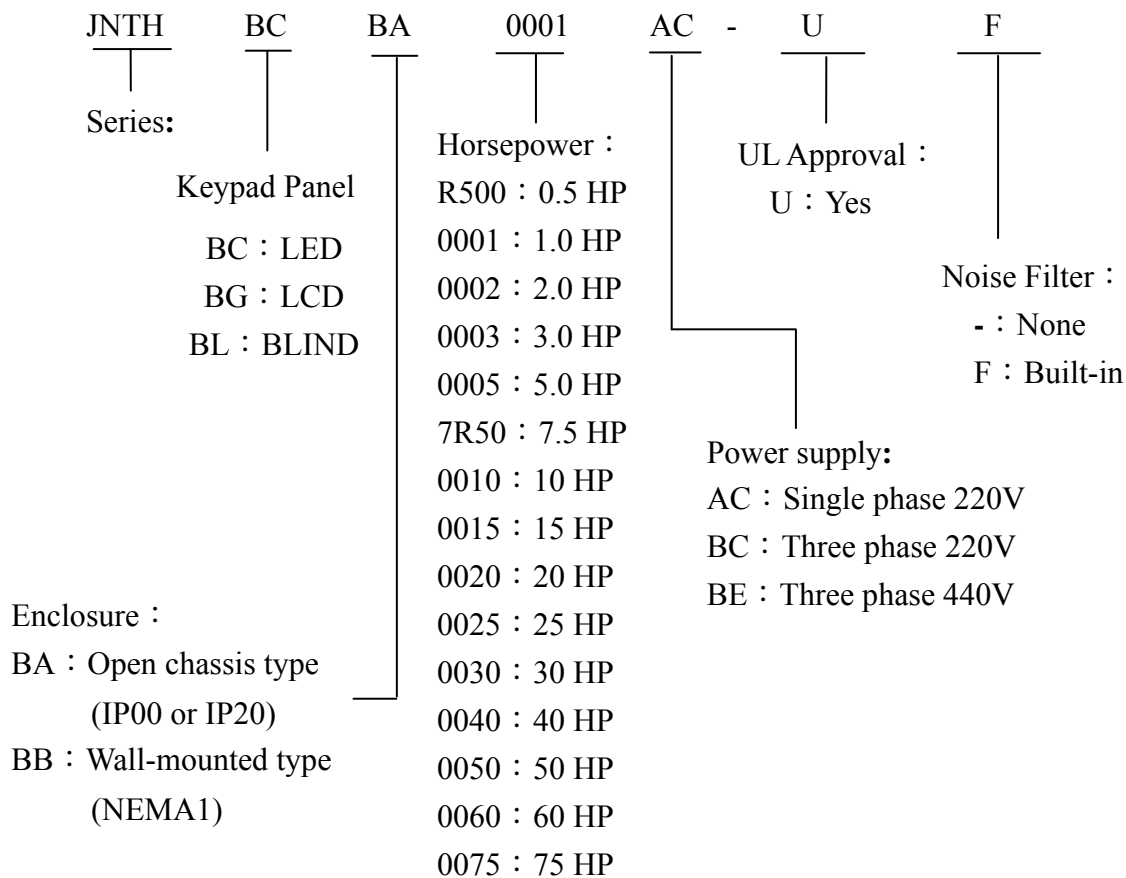 JNTH BC BA 0001 AC - U F
Series:
Keypad Panel
BC：LED
BG：LCD
BL：BLIND
Enclosure：
BA：Open chassis type
(IP00 or IP20)
BB：Wall-mounted type
(NEMA1)
Horsepower：
R500：0.5 HP
0001：1.0 HP
0002：2.0 HP
0003：3.0 HP
0005：5.0 HP
7R50：7.5 HP
0010：10 HP
0015：15 HP
0020：20 HP
0025：25 HP
0030：30 HP
0040：40 HP
0050：50 HP
0060：60 HP
0075：75 HP
Power supply:
AC：Single phase 220V
BC：Three phase 220V
BE：Three phase 440V
UL Approval：
U：Yes
Noise Filter：
-：None
F：Built-in